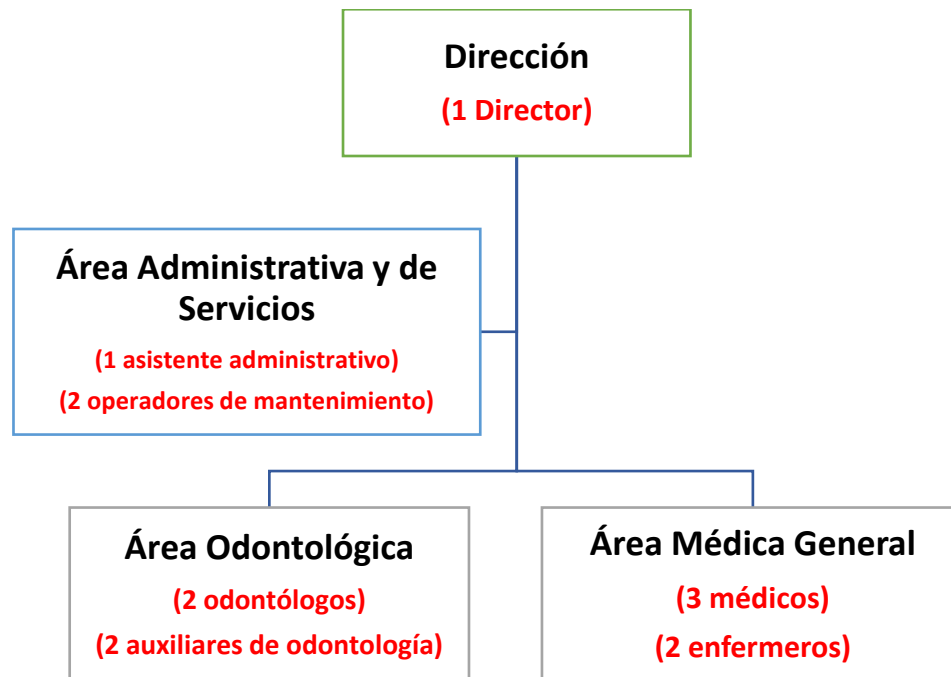 Dirección
(1 Director)
Área Administrativa y de
Servicios
(1 asistente administrativo)
(2 operadores de mantenimiento)
Área Odontológica
(2 odontólogos)
(2 auxiliares de odontología)
Área Médica General
(3 médicos)
(2 enfermeros)